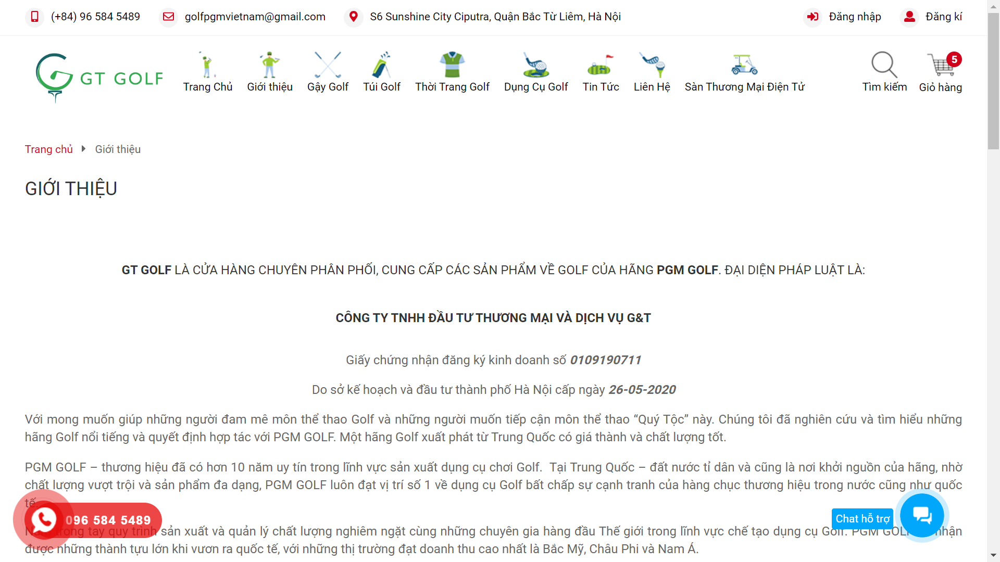 (+84) 96 584 5489 golfpgmvietnam@gmail.com S6 Sunshine City Ciputra, Quận Bắc Từ Liêm, Hà Nội Đăng nhập Đăng kí
GT GOLF
Trang Chủ Giới thiệu Gậy Golf Túi Golf Thời Trang Golf Dụng Cụ Golf Tin Tức Liên Hệ Sàn Thương Mại Điện Tử Tìm kiếm 5 Giỏ hàng
Trang chủ Giới thiệu
GIỚI THIỆU
GT GOLF LÀ CỬA HÀNG CHUYÊN PHÂN PHỐI, CUNG CẤP CÁC SẢN PHẨM VỀ GOLF CỦA HÃNG PGM GOLF. ĐẠI DIỆN PHÁP LUẬT LÀ:
CÔNG TY TNHH ĐẦU TƯ THƯƠNG MẠI VÀ DỊCH VỤ G&T
Giấy chứng nhận đăng ký kinh doanh số 0109190711
Do sở kế hoạch và đầu tư thành phố Hà Nội cấp ngày 26-05-2020
Với mong muốn giúp những người đam mê môn thể thao Golf và những người muốn tiếp cận môn thể thao “Quý Tộc” này. Chúng tôi đã nghiên cứu và tìm hiểu những
hãng Golf nổi tiếng và quyết định hợp tác với PGM GOLF. Một hãng Golf xuất phát từ Trung Quốc có giá thành và chất lượng tốt.
PGM GOLF – thương hiệu đã có hơn 10 năm uy tín trong lĩnh vực sản xuất dụng cụ chơi Golf. Tại Trung Quốc – đất nước tỉ dân và cũng là nơi khởi nguồn của hãng, nhờ
chất lượng vượt trội và sản phẩm đa dạng, PGM GOLF luôn đạt vị trí số 1 về dụng cụ Golf bất chấp sự cạnh tranh của hàng chục thương hiệu trong nước cũng như quốc
tế.
096 584 5489
Chat hỗ trợ
trong tay quy trình sản xuất và quản lý chất lượng nghiêm ngặt cùng những chuyên gia hàng đầu Thế giới trong lĩnh vực chế tạo dụng cụ Golf. PGM GOLF nhận
được những thành tựu lớn khi vươn ra quốc tế, với những thị trường đạt doanh thu cao nhất là Bắc Mỹ, Châu Phi và Nam Á.